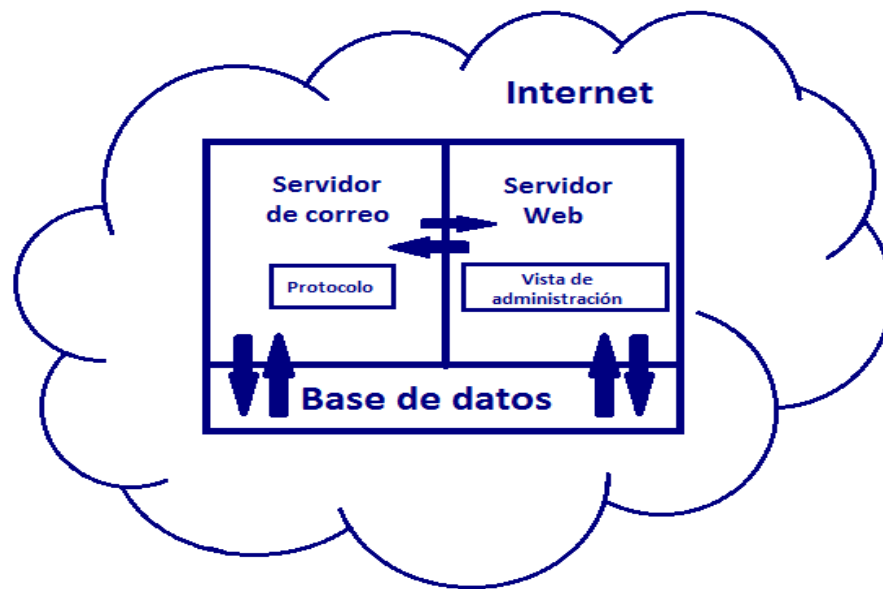 Internet
Servidor
de correo
Servidor
Web
Protocolo
Vista de
administración
Base de datos